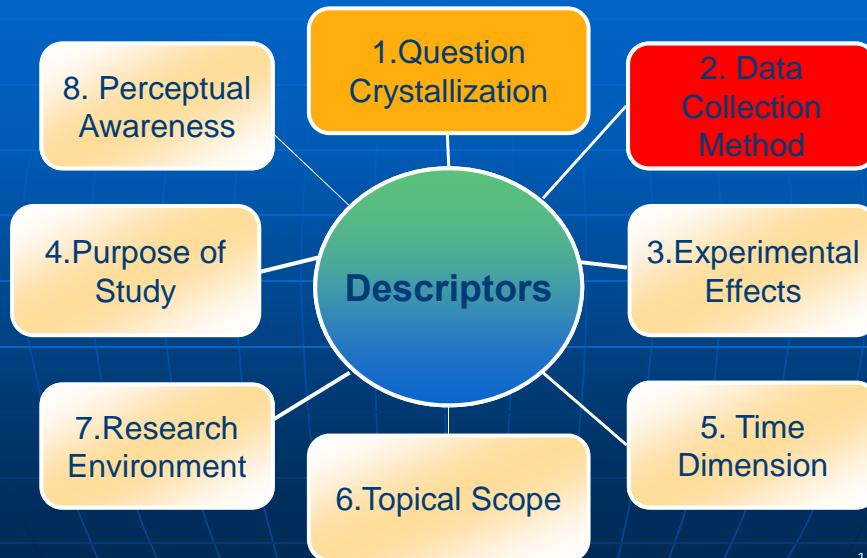 1.Question
Crystallization
2. Data
Collection
Method
3.Experimental
Effects
5. Time
Dimension
6.Topical Scope
7.Research
Environment
4.Purpose of
Study
8. Perceptual
Awareness
Descriptors
1